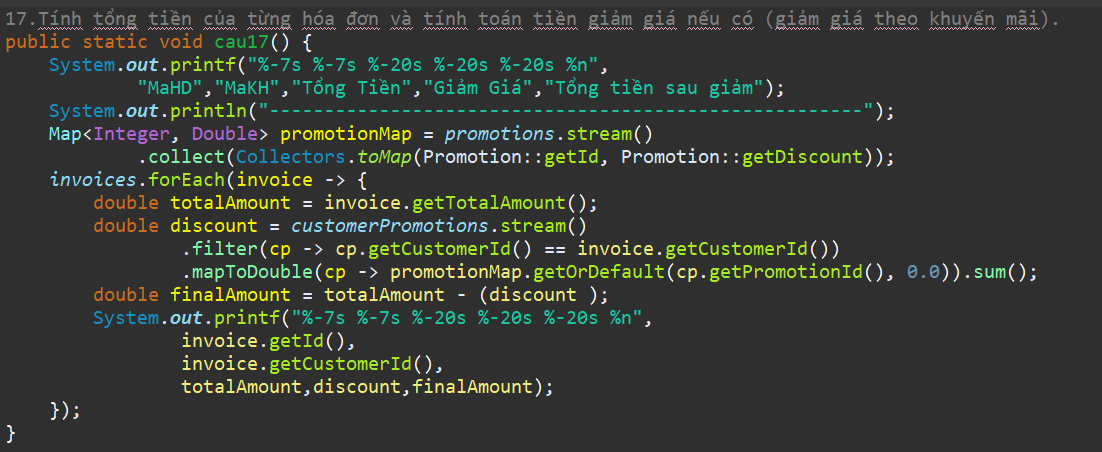 17.Tính tổng tiền của từng hóa đơn và tính toán tiền giảm giá nếu có (giảm giá theo khuyến mãi).
public static void cau17() {
    System.out.printf("%-7s %-7s %-20s %-20s %-20s %n",
            "MaHD","MaKH","Tổng Tiền","Giảm Giá","Tổng tiền sau giảm");
    System.out.println("------------------------------------------------------");
    Map<Integer, Double> promotionMap = promotions.stream()
            .collect(Collectors.toMap(Promotion::getId, Promotion::getDiscount));
    invoices.forEach(invoice -> {
        double totalAmount = invoice.getTotalAmount();
        double discount = customerPromotions.stream()
                .filter(cp -> cp.getCustomerId() == invoice.getCustomerId())
                .mapToDouble(cp -> promotionMap.getOrDefault(cp.getPromotionId(), 0.0)).sum();
        double finalAmount = totalAmount - (discount );
        System.out.printf("%-7s %-7s %-20s %-20s %-20s %n",
                invoice.getId(),
                invoice.getCustomerId(),
                totalAmount,discount,finalAmount);
    });
}